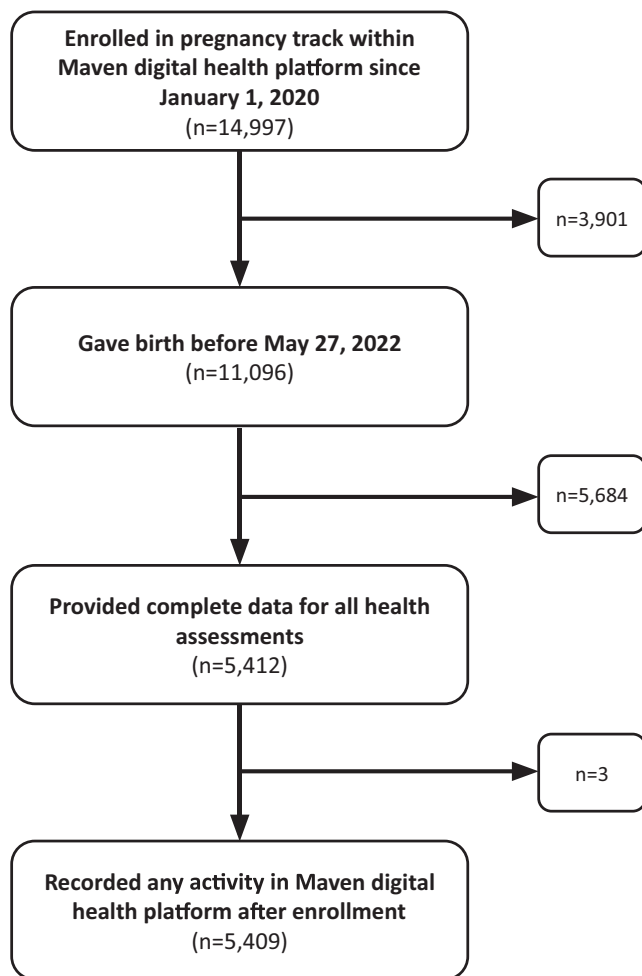 Enrolled in pregnancy track within
Maven digital health platform since
January 1, 2020
(n=14,997)
n=3,901
Gave birth before May 27, 2022
(n=11,096)
n=5,684
Provided complete data for all health
assessments
(n=5,412)
n=3
Recorded any activity in Maven digital
health platform after enrollment
(n=5,409)